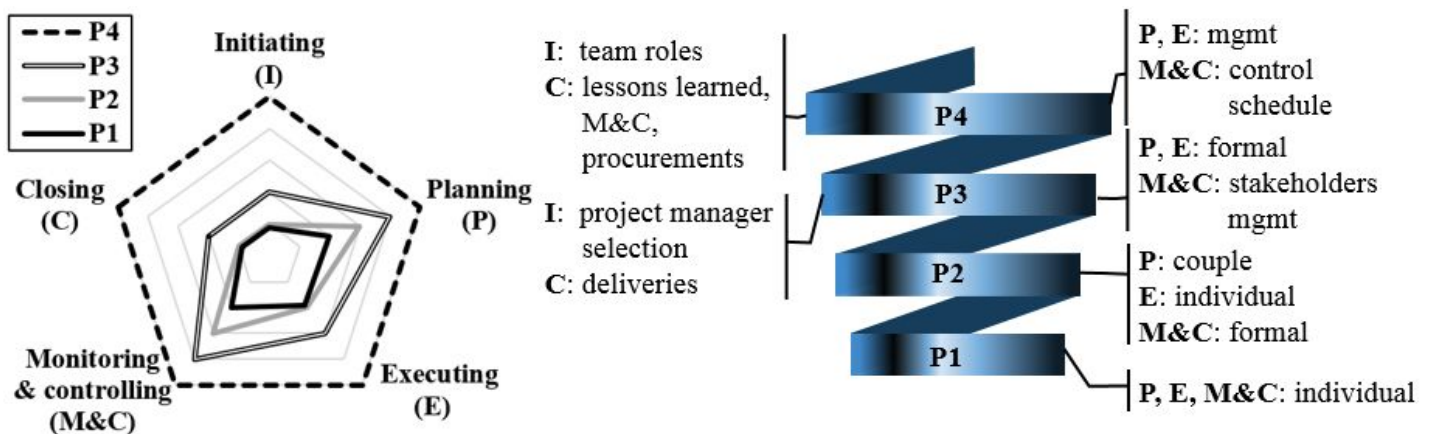 P4
P3
P2
P1
Initiating
(I)
Planning
(P)
Executing
(E)
Monitoring
& controlling
(M&C)
Closing
(C)
I: team roles
C: lessons learned,
M&C,
procurements
I: project manager
selection
C: deliveries
P4
P3
P2
P1
P, E: mgmt
M&C: control
schedule
P, E: formal
M&C: stakeholders
mgmt
P: couple
E: individual
M&C: formal
P, E, M&C: individual